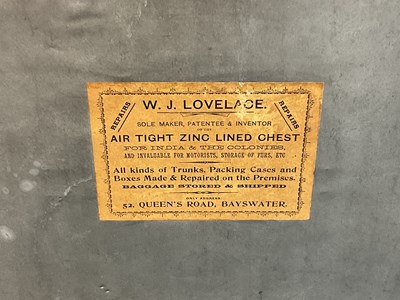 REPAIRS
REPAIRS
W. J. LOVELACE.
SOLE MAKER, PATENTEE & INVENTOR
OF THE
AIR TIGHT ZINC LINED CHEST
FOR INDIA & THE COLONIES,
AND INVALUABLE FOR MOTORISTS, STORAGE OF FURS, ETC
All kinds of Trunks, Packing Cases and
Boxes Made & Repaired on the Premises.
BAGGAGE STORED & SHIPPED
ONLY ADDRESS
52, QUEEN'S ROAD, BAYSWATER.